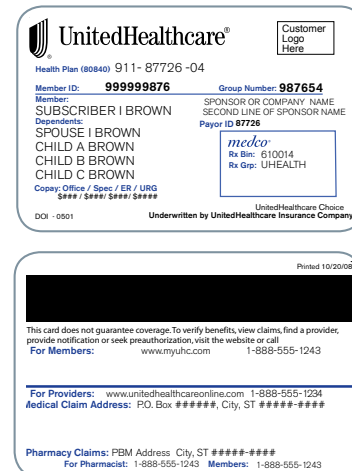 UnitedHealthcare®
Customer
Logo
Here
Health Plan (80840) 911- 87726 -04
Member ID: 999999876 Group Number: 987654
Member:
SUBSCRIBER I BROWN
Dependents:
SPOUSE I BROWN
CHILD A BROWN
CHILD B BROWN
CHILD C BROWN
Copay: Office / Spec / ER / URG
$### / $###/ $###/ $####
SPONSOR OR COMPANY NAME
SECOND LINE OF SPONSOR NAME
Payor ID 87726
medco®
Rx Bin: 610014
Rx Grp: UHEALTH
UnitedHealthcare Choice
DOI - 0501 Underwritten by UnitedHealthcare Insurance Company
Printed 10/20/08
This card does not guarantee coverage. To verify benefits, view claims, find a provider,
provide notification or seek preauthorization, visit the website or call
For Members: www.myuhc.com 1-888-555-1243
For Providers: www.unitedhealthcareonline.com 1-888-555-1234
Medical Claim Address: P.O. Box ######, City, ST #####-####
Pharmacy Claims: PBM Address City, ST #####-####
For Pharmacist: 1-888-555-1243 Members: 1-888-555-1243